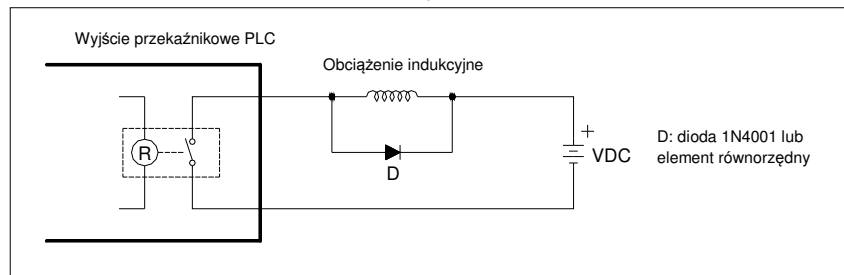 Wyjście przekaźnikowe PLC
Obciążenie indukcyjne
R
D
+
VDC
D: dioda 1N4001 lub
element równorzędny